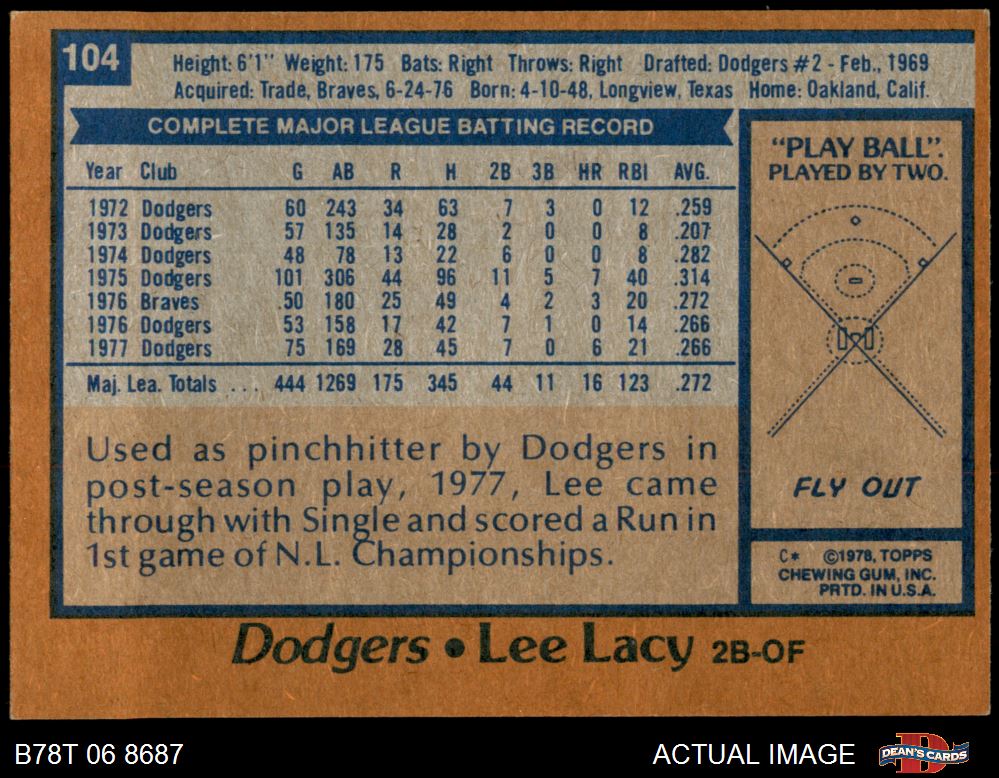 104
Height: 6'1" Weight: 175 Bats: Right Throws: Right Drafted: Dodgers #2 - Feb., 1969
Acquired: Trade, Braves, 6-24-76 Born: 4-10-48, Longview, Texas Home: Oakland, Calif.
COMPLETE MAJOR LEAGUE BATTING RECORD
Year Club G AB R H 2B 3B HR RBI AVG.
1972 Dodgers 60 243 34 63 7 3 0 12 .259
1973 Dodgers 57 135 14 28 2 0 0 8 .207
1974 Dodgers 48 78 13 22 6 0 0 8 .282
1975 Dodgers 101 306 44 96 11 5 7 40 .314
1976 Braves .50 180 25 49 4 2 3 20 .272
1976 Dodgers 53 158 17 42 7 1 0 14 .266
1977 Dodgers 75 169 28 45 7 0 6 21 .266
Maj. Lea. Totals ... 444 1269 175 345 44 11 16 123 .272
Used as pinchhitter by Dodgers in
post-season play, 1977, Lee came
through with Single and scored a Run in
1st game of N.L. Championships.
"PLAY BALL".
PLAYED BY TWO.
FLY OUT
C* ©1978, TOPPS
CHEWING GUM, INC.
PRTD. IN U.S.A.
Dodgers • Lee Lacy 2B-OF
B78T 06 8687
ACTUAL IMAGE
DEAN'S CARDS